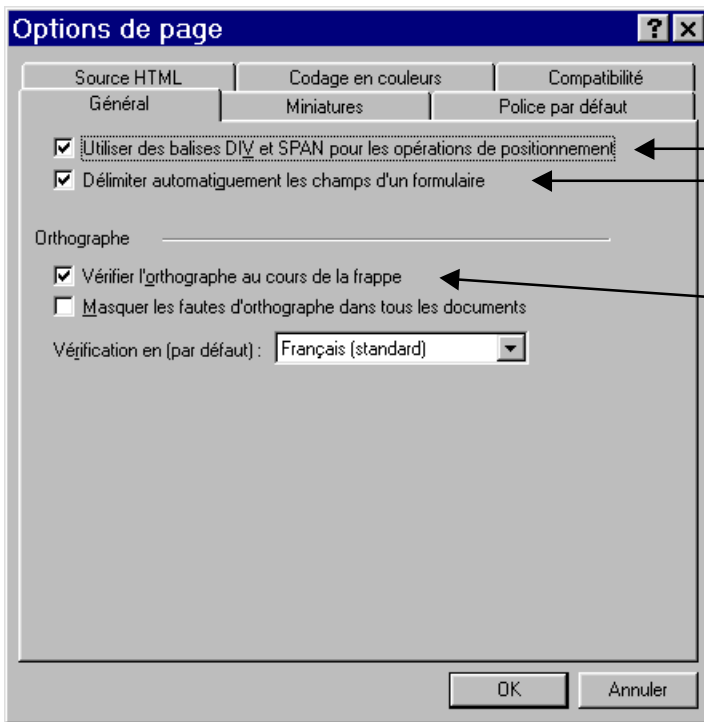 Options de page
Source HTML Codage en couleurs Compatibilité
Général Miniatures Police par défaut
Utiliser des balises DIV et SPAN pour les opérations de positionnement
Délimiter automatiquement les champs d'un formulaire
Orthographe
Vérifier l'orthographe au cours de la frappe
Masquer les fautes d'orthographe dans tous les documents
Vérification en (par défaut) : Français (standard)
OK Annuler